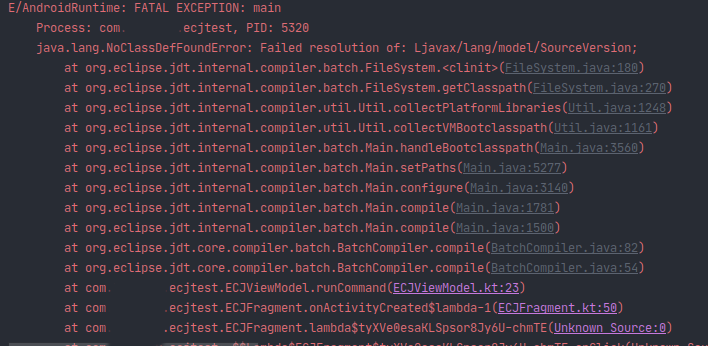 E/AndroidRuntime: FATAL EXCEPTION: main
Process: com. .ecjtest, PID: 5320
java.lang.NoClassDefFoundError: Failed resolution of: Ljavax/lang/model/SourceVersion;
at org.eclipse.jdt.internal.compiler.batch.FileSystem.<clinit>(FileSystem.java:180)
at org.eclipse.jdt.internal.compiler.batch.FileSystem.getClasspath(FileSystem.java:270)
at org.eclipse.jdt.internal.compiler.util.Util.collectPlatformLibraries(Util.java:1248)
at org.eclipse.jdt.internal.compiler.util.Util.collectVMBootclasspath(Util.java:1161)
at org.eclipse.jdt.internal.compiler.batch.Main.handleBootclasspath(Main.java:3560)
at org.eclipse.jdt.internal.compiler.batch.Main.setPaths(Main.java:5277)
at org.eclipse.jdt.internal.compiler.batch.Main.configure(Main.java:3140)
at org.eclipse.jdt.internal.compiler.batch.Main.compile(Main.java:1781)
at org.eclipse.jdt.internal.compiler.batch.Main.compile(Main.java:1500)
at org.eclipse.jdt.core.compiler.batch.BatchCompiler.compile(BatchCompiler.java:82)
at org.eclipse.jdt.core.compiler.batch.BatchCompiler.compile(BatchCompiler.java:54)
at com. ecjtest.ECJViewModel.runCommand(ECJViewModel.kt:23)
at com .ecjtest.ECJFragment.onActivityCreated$lambda-1(ECJFragment.kt:50)
at com. .ecjtest.ECJFragment.lambda$tyXVe0esaKLSpsor8Jy6U-chmTE(Unknown Source:0)